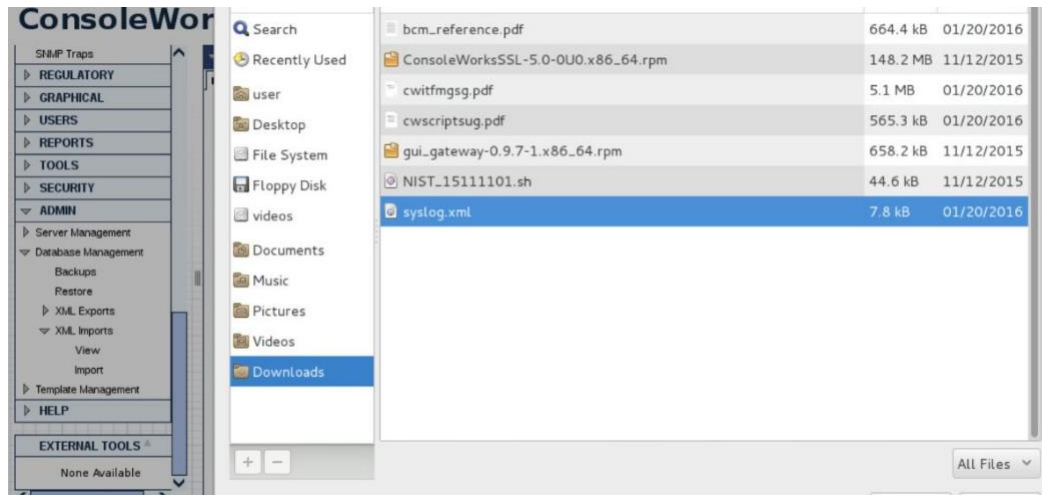 ConsoleWor
SNMP Traps
REGULATORY
GRAPHICAL
USERS
REPORTS
TOOLS
SECURITY
ADMIN
Server Management
Database Management
Backups
Restore
XML Exports
XML Imports
View
Import
Template Management
HELP
EXTERNAL TOOLS
None Available
Search
Recently Used
user
Desktop
File System
Floppy Disk
videos
Documents
Music
Pictures
Videos
Downloads
bcm_reference.pdf 664.4 kB 01/20/2016
ConsoleWorksSSL-5.0-0U0.x86_64.rpm 148.2 MB 11/12/2015
cwitfmgsg.pdf 5.1 MB 01/20/2016
cwscriptsug.pdf 565.3 kB 01/20/2016
gui_gateway-0.9.7-1.x86_64.rpm 658.2 kB 11/12/2015
NIST_15111101.sh 44.6 kB 11/12/2015
syslog.xml 7.8 kB 01/20/2016
All Files